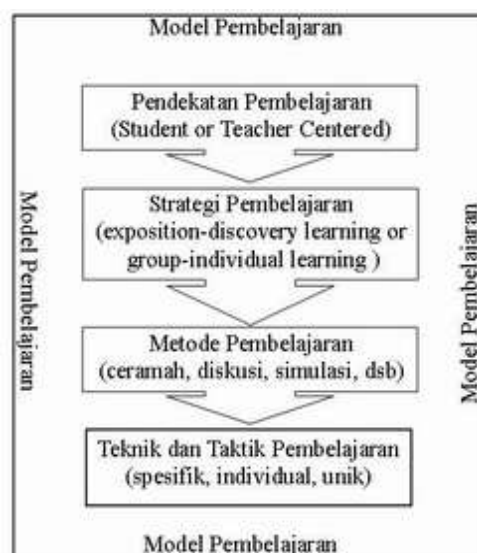 Model Pembelajaran
Pendekatan Pembelajaran
(Student or Teacher Centered)
Strategi Pembelajaran
(exposition-discovery learning or
group-individual learning )
Metode Pembelajaran
(ceramah, diskusi, simulasi, dsb)
Teknik dan Taktik Pembelajaran
(spesifik, individual, unik)
Model Pembelajaran
Model Pembelajaran
Model Pembelajaran